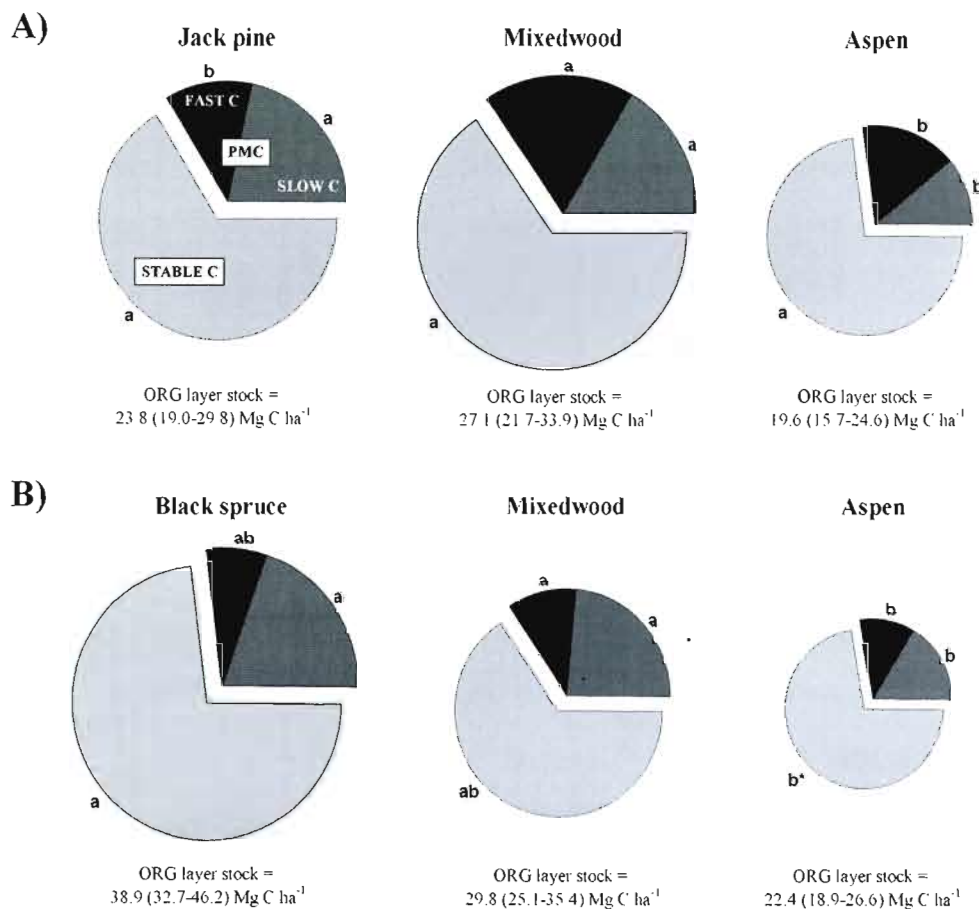 A)
Jack pine
Mixedwood
Aspen
b
FAST C
a
PMC
SLOW C
STABLE C
a
a
a
a
b
b
a
ORG layer stock =
23 8 (19.0-29 8) Mg C ha⁻¹
ORG layer stock =
27 1 (21 7-33.9) Mg C ha⁻¹
ORG layer stock =
19.6 (15 7-24.6) Mg C ha⁻¹
B)
Black spruce
Mixedwood
Aspen
ab
a
a
a
a
ab
b
b
b*
ORG layer stock =
38.9 (32.7-46.2) Mg C ha⁻¹
ORG layer stock =
29.8 (25.1-35 4) Mg C ha⁻¹
ORG layer stock =
22.4 (18.9-26.6) Mg C ha⁻¹